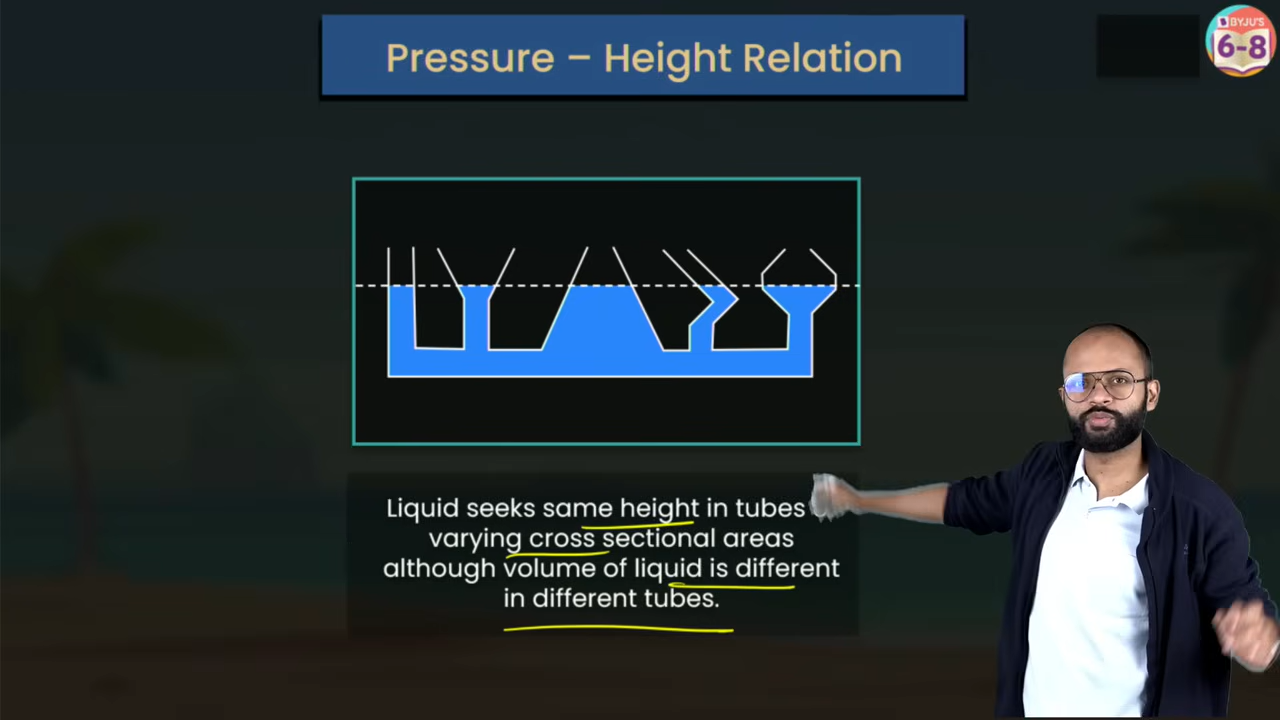 Pressure – Height Relation
BYJU'S
6-8
Liquid seeks same height in tubes
varying cross sectional areas
although volume of liquid is different
in different tubes.